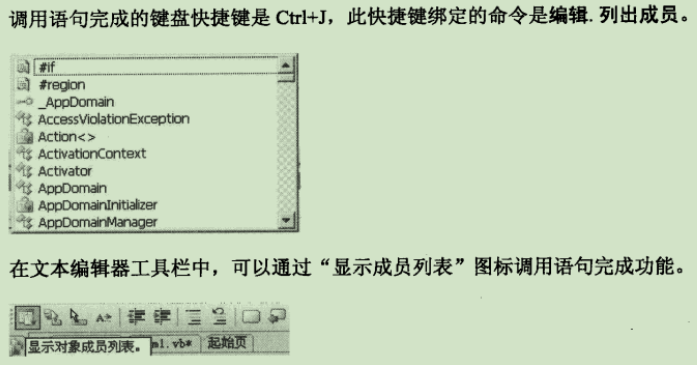 调用语句完成的键盘快捷键是 Ctrl+J，此快捷键绑定的命令是编辑.列出成员。
#if
#region
_AppDomain
AccessViolationException
Action<>
ActivationContext
Activator
AppDomain
AppDomainInitializer
AppDomainManager
在文本编辑器工具栏中，可以通过“显示成员列表”图标调用语句完成功能。
A
显示对象成员列表。 m1.vb* 起始页